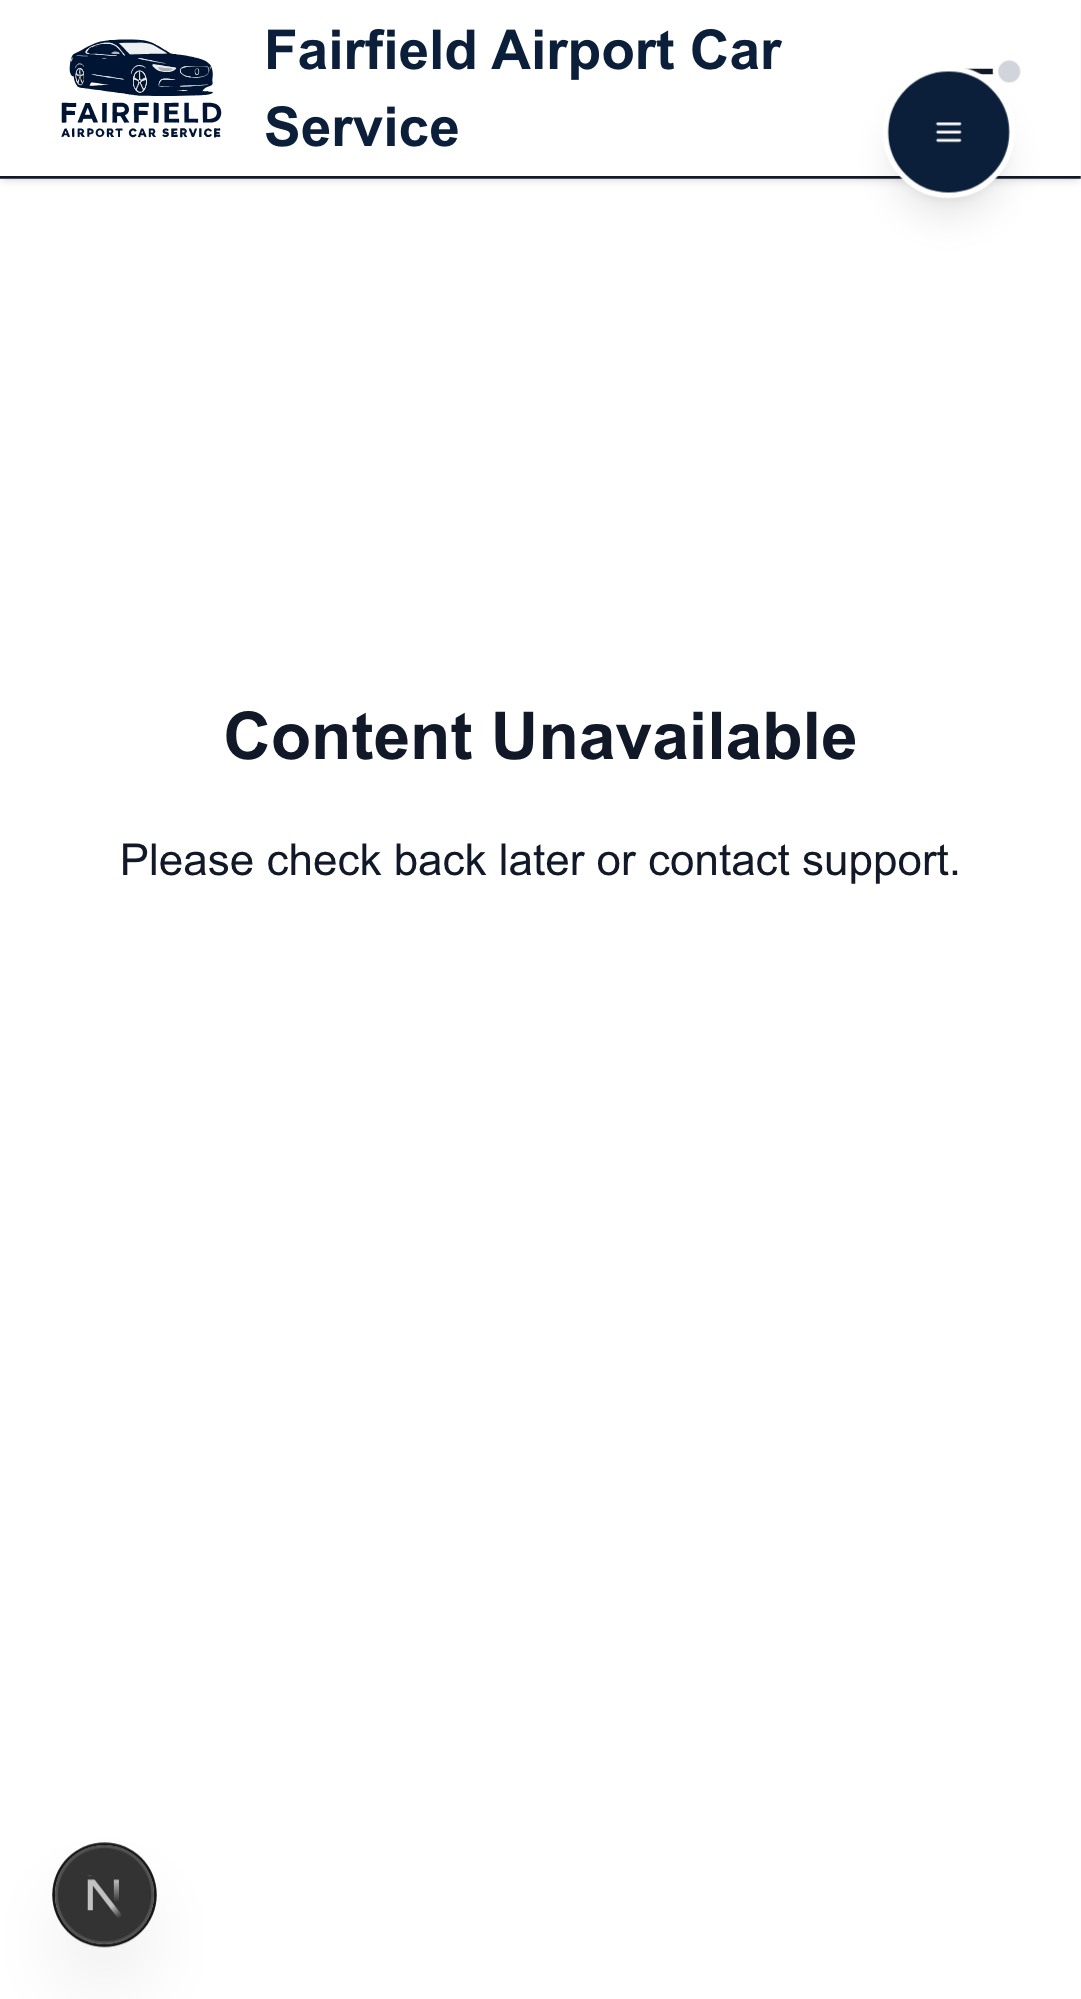 FAIRFIELD
AIRPORT CAR SERVICE
Fairfield Airport Car
Service
Content Unavailable
Please check back later or contact support.
N